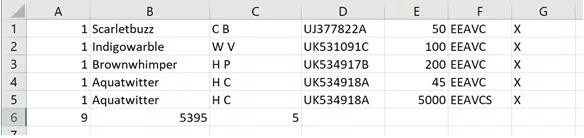 A B C D E F G
1 1 Scarletbuzz C B UJ377822A 50 EEAVC X
2 1 Indigowarble W V UK531091C 100 EEAVC X
3 1 Brownwhimper H P UK534917B 200 EEAVC X
4 1 Aquatwitter H C UK534918A 45 EEAVC X
5 1 Aquatwitter H C UK534918A 5000 EEAVCS X
6 9 5395 5